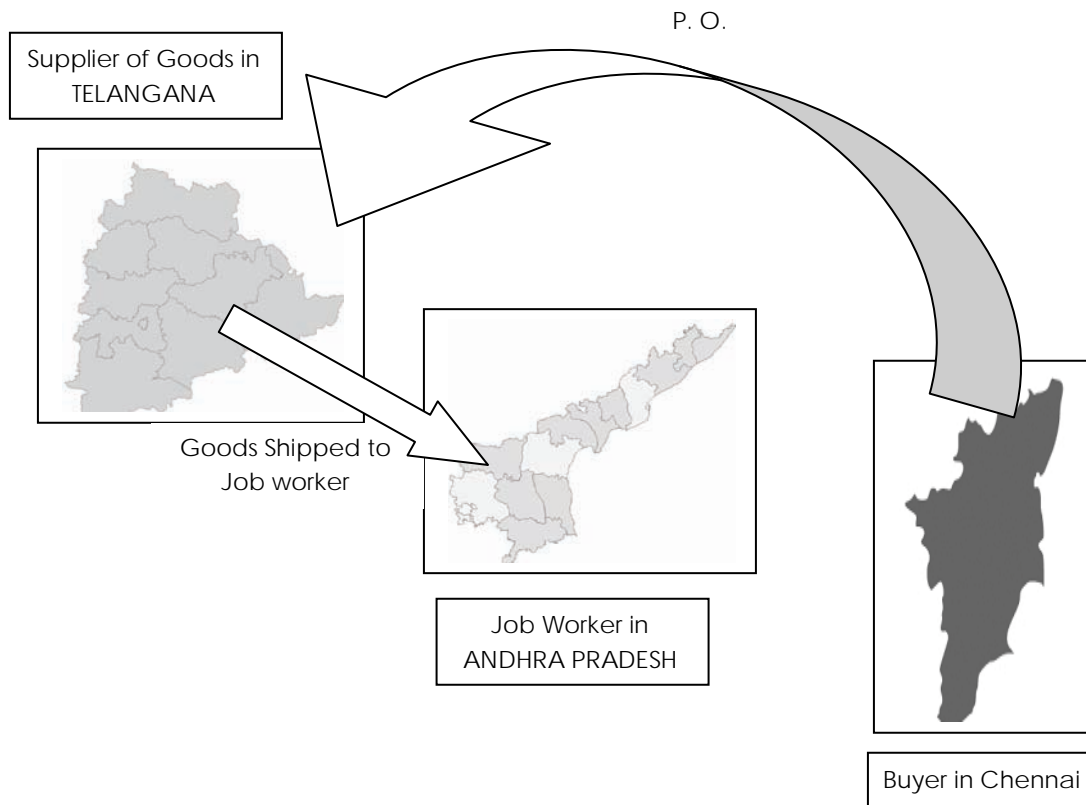 P. O.
Supplier of Goods in
TELANGANA
Goods Shipped to
Job worker
Job Worker in
ANDHRA PRADESH
Buyer in Chennai